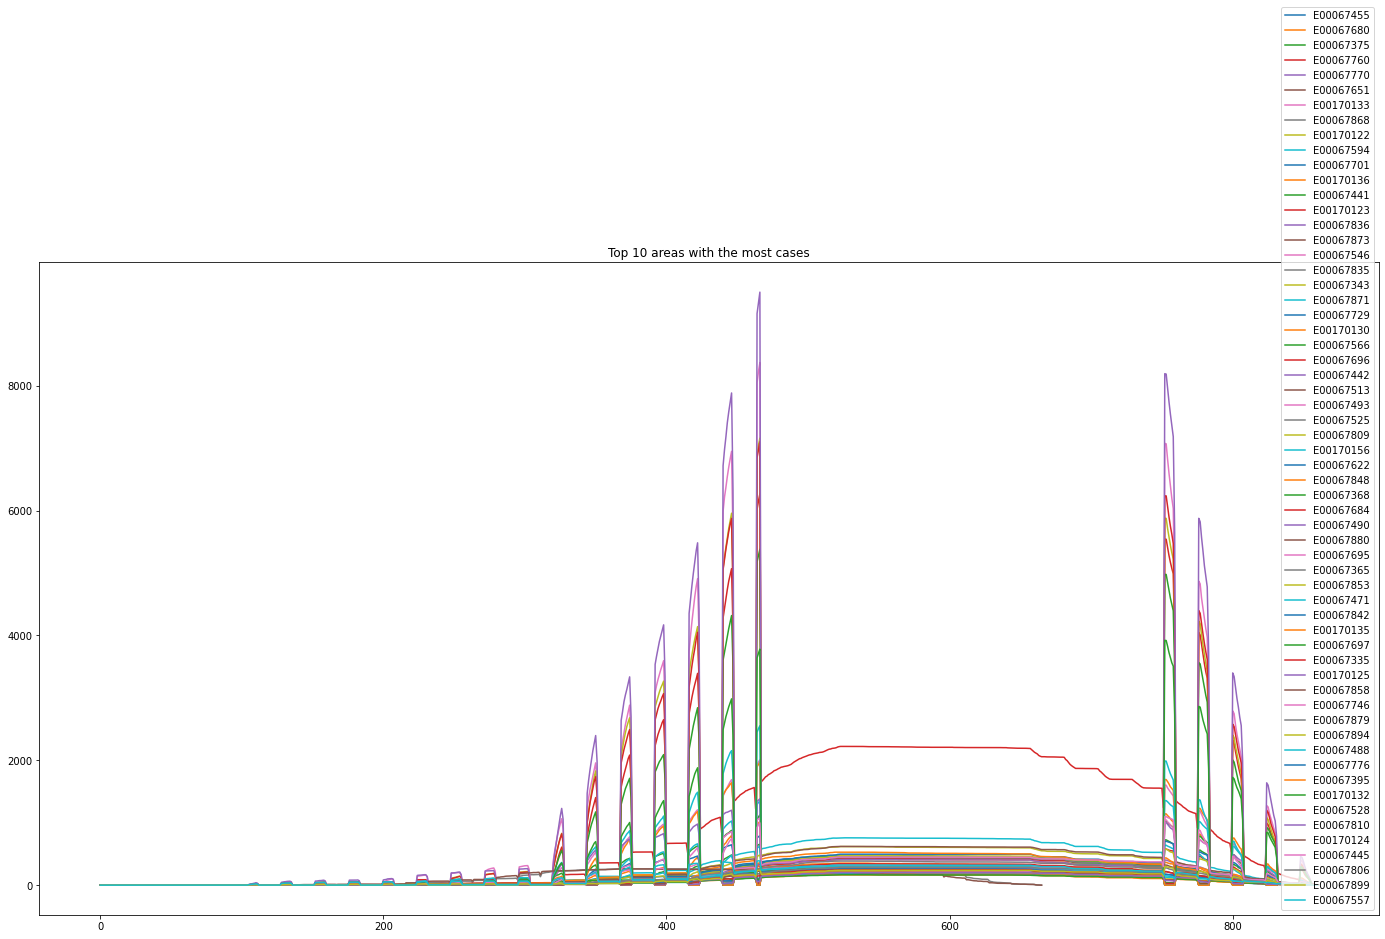 E00067455
E00067680
E00067375
E00067760
E00067770
E00067651
E00170133
E00067868
E00170122
E00067594
E00067701
E00170136
E00067441
E00170123
E00067836
E00067873
Top 10 areas with the most cases
E00067546
E00067835
E00067343
E00067871
E00067729
E00170130
E00067566
E00067696
E00067442
E00067513
E00067493
E00067525
E00067809
E00170156
E00067622
E00067848
E00067368
E00067684
E00067490
E00067880
E00067695
E00067365
E00067853
E00067471
E00067842
E00170135
E00067697
E00067335
E00170125
E00067858
E00067746
E00067879
E00067894
E00067488
E00067776
E00067395
E00170132
E00067528
E00067810
E00170124
E00067445
E00067806
E00067899
E00067557
8000
6000
4000
2000
0
0 200 400 600 800